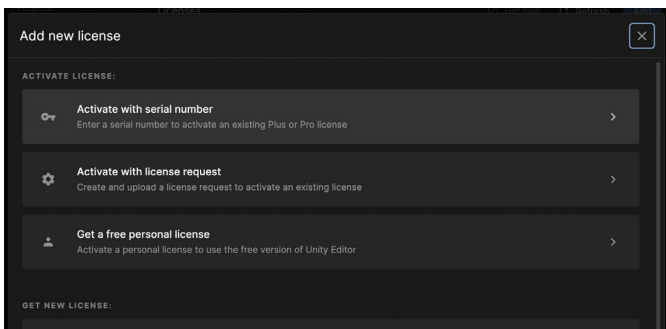 Licenses
Refresh
Add new license
ACTIVATE LICENSE:
Activate with serial number
Enter a serial number to activate an existing Plus or Pro license
Activate with license request
Create and upload a license request to activate an existing license
Get a free personal license
Activate a personal license to use the free version of Unity Editor
GET NEW LICENSE: